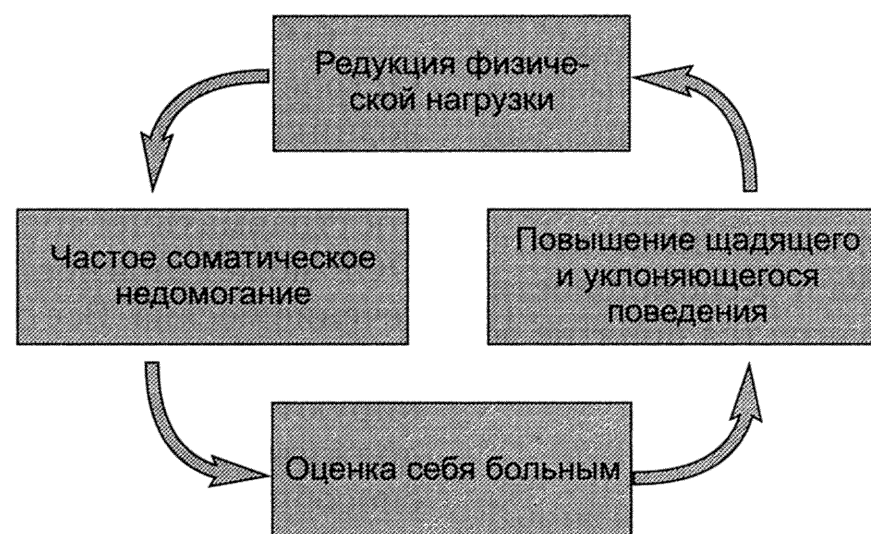 Редукция физиче-
ской нагрузки
Частое соматическое
недомогание
Повышение щадящего
и уклоняющегося
поведения
Оценка себя больным